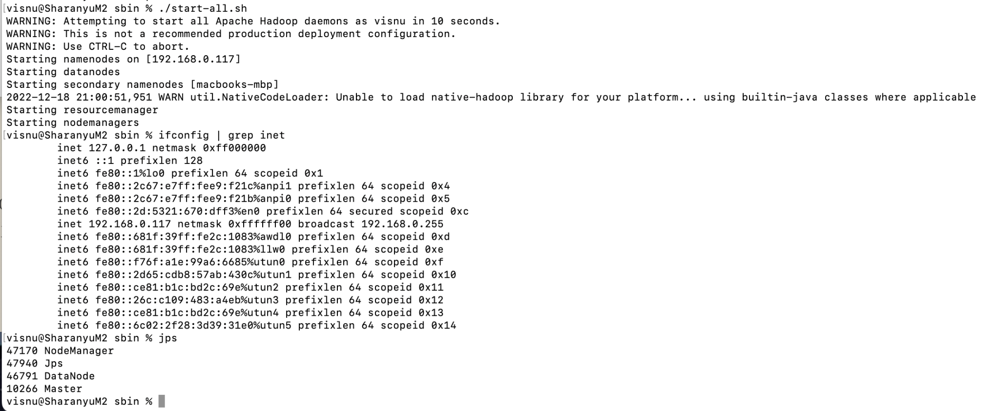 [visnu@SharanyuM2 sbin % ./start-all.sh
WARNING: Attempting to start all Apache Hadoop daemons as visnu in 10 seconds.
WARNING: This is not a recommended production deployment configuration.
WARNING: Use CTRL-C to abort.
Starting namenodes on [192.168.0.117]
Starting datanodes
Starting secondary namenodes [macbooks-mbp]
2022-12-18 21:00:51,951 WARN util.NativeCodeLoader: Unable to load native-hadoop library for your platform... using builtin-java classes where applicable
Starting resourcemanager
Starting nodemanagers
[visnu@SharanyuM2 sbin % ifconfig | grep inet
inet 127.0.0.1 netmask 0xff000000
inet6 ::1 prefixlen 128
inet6 fe80::1%lo0 prefixlen 64 scopeid 0x1
inet6 fe80::2c67:e7ff:fee9:f21c%anpi1 prefixlen 64 scopeid 0x4
inet6 fe80::2c67:e7ff:fee9:f21b%anpi0 prefixlen 64 scopeid 0x5
inet6 fe80::2d:5321:670:dff3%en0 prefixlen 64 secured scopeid 0xc
inet 192.168.0.117 netmask 0xffffff00 broadcast 192.168.0.255
inet6 fe80::681f:39ff:fe2c:1083%awdl0 prefixlen 64 scopeid 0xd
inet6 fe80::681f:39ff:fe2c:1083%llw0 prefixlen 64 scopeid 0xe
inet6 fe80::f76f:a1e:99a6:6685%utun0 prefixlen 64 scopeid 0xf
inet6 fe80::2d65:cdb8:57ab:430c%utun1 prefixlen 64 scopeid 0x10
inet6 fe80::ce81:b1c:bd2c:69e%utun2 prefixlen 64 scopeid 0x11
inet6 fe80::26c:c109:483:a4eb%utun3 prefixlen 64 scopeid 0x12
inet6 fe80::ce81:b1c:bd2c:69e%utun4 prefixlen 64 scopeid 0x13
inet6 fe80::6c02:2f28:3d39:31e0%utun5 prefixlen 64 scopeid 0x14
[visnu@SharanyuM2 sbin % jps
47170 NodeManager
47940 Jps
46791 DataNode
10266 Master
visnu@SharanyuM2 sbin %